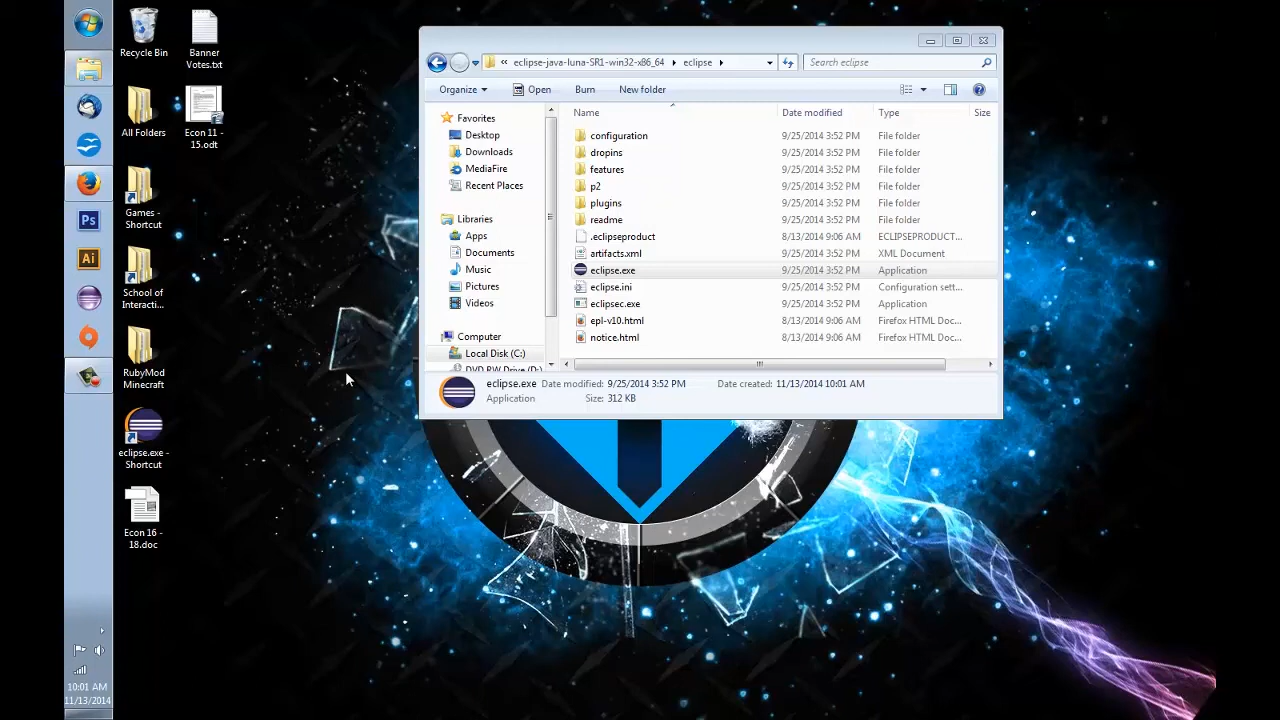 Recycle Bin
Banner
Votes.txt
All Folders
Econ 11 -
15.odt
Games -
Shortcut
Ps
Ai
School of
Interacti...
RubyMod
Minecraft
eclipse.exe -
Shortcut
Econ 16 -
18.doc
10:01 AM
11/13/2014
« eclipse-java-luna-SR1-win32-x86_64 eclipse
Search eclipse
Organize Open Burn New folder
Favorites
Desktop
Downloads
MediaFire
Recent Places
Libraries
Apps
Documents
Music
Pictures
Videos
Computer
Local Disk (C:)
DVD RW Drive (D:)
Name Date modified Type Size
configuration 9/25/2014 3:52 PM File folder
dropins 9/25/2014 3:52 PM File folder
features 9/25/2014 3:52 PM File folder
p2 9/25/2014 3:52 PM File folder
plugins 9/25/2014 3:52 PM File folder
readme 9/25/2014 3:52 PM File folder
.eclipseproduct 8/13/2014 9:06 AM ECLIPSEPRODUCT...
artifacts.xml 9/25/2014 3:52 PM XML Document
eclipse.exe 9/25/2014 3:52 PM Application
eclipse.ini 9/25/2014 3:52 PM Configuration sett...
eclipsec.exe 9/25/2014 3:52 PM Application
epl-v10.html 8/13/2014 9:06 AM Firefox HTML Doc...
notice.html 8/13/2014 9:06 AM Firefox HTML Doc...
eclipse.exe Date modified: 9/25/2014 3:52 PM Date created: 11/13/2014 10:01 AM
Application Size: 312 KB